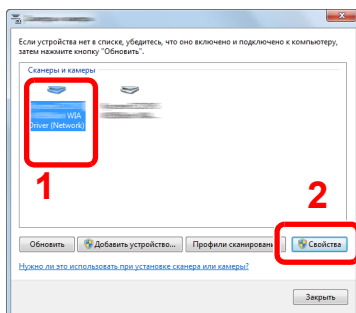 Если устройства нет в списке, убедитесь, что оно включено и подключено к компьютеру,
затем нажмите кнопку "Обновить".
Сканеры и камеры
WIA
Driver (Network)
1
2
Обновить
Добавить устройство...
Профили сканирования
Свойства
Нужно ли это использовать при установке сканера или камеры?
Закрыть